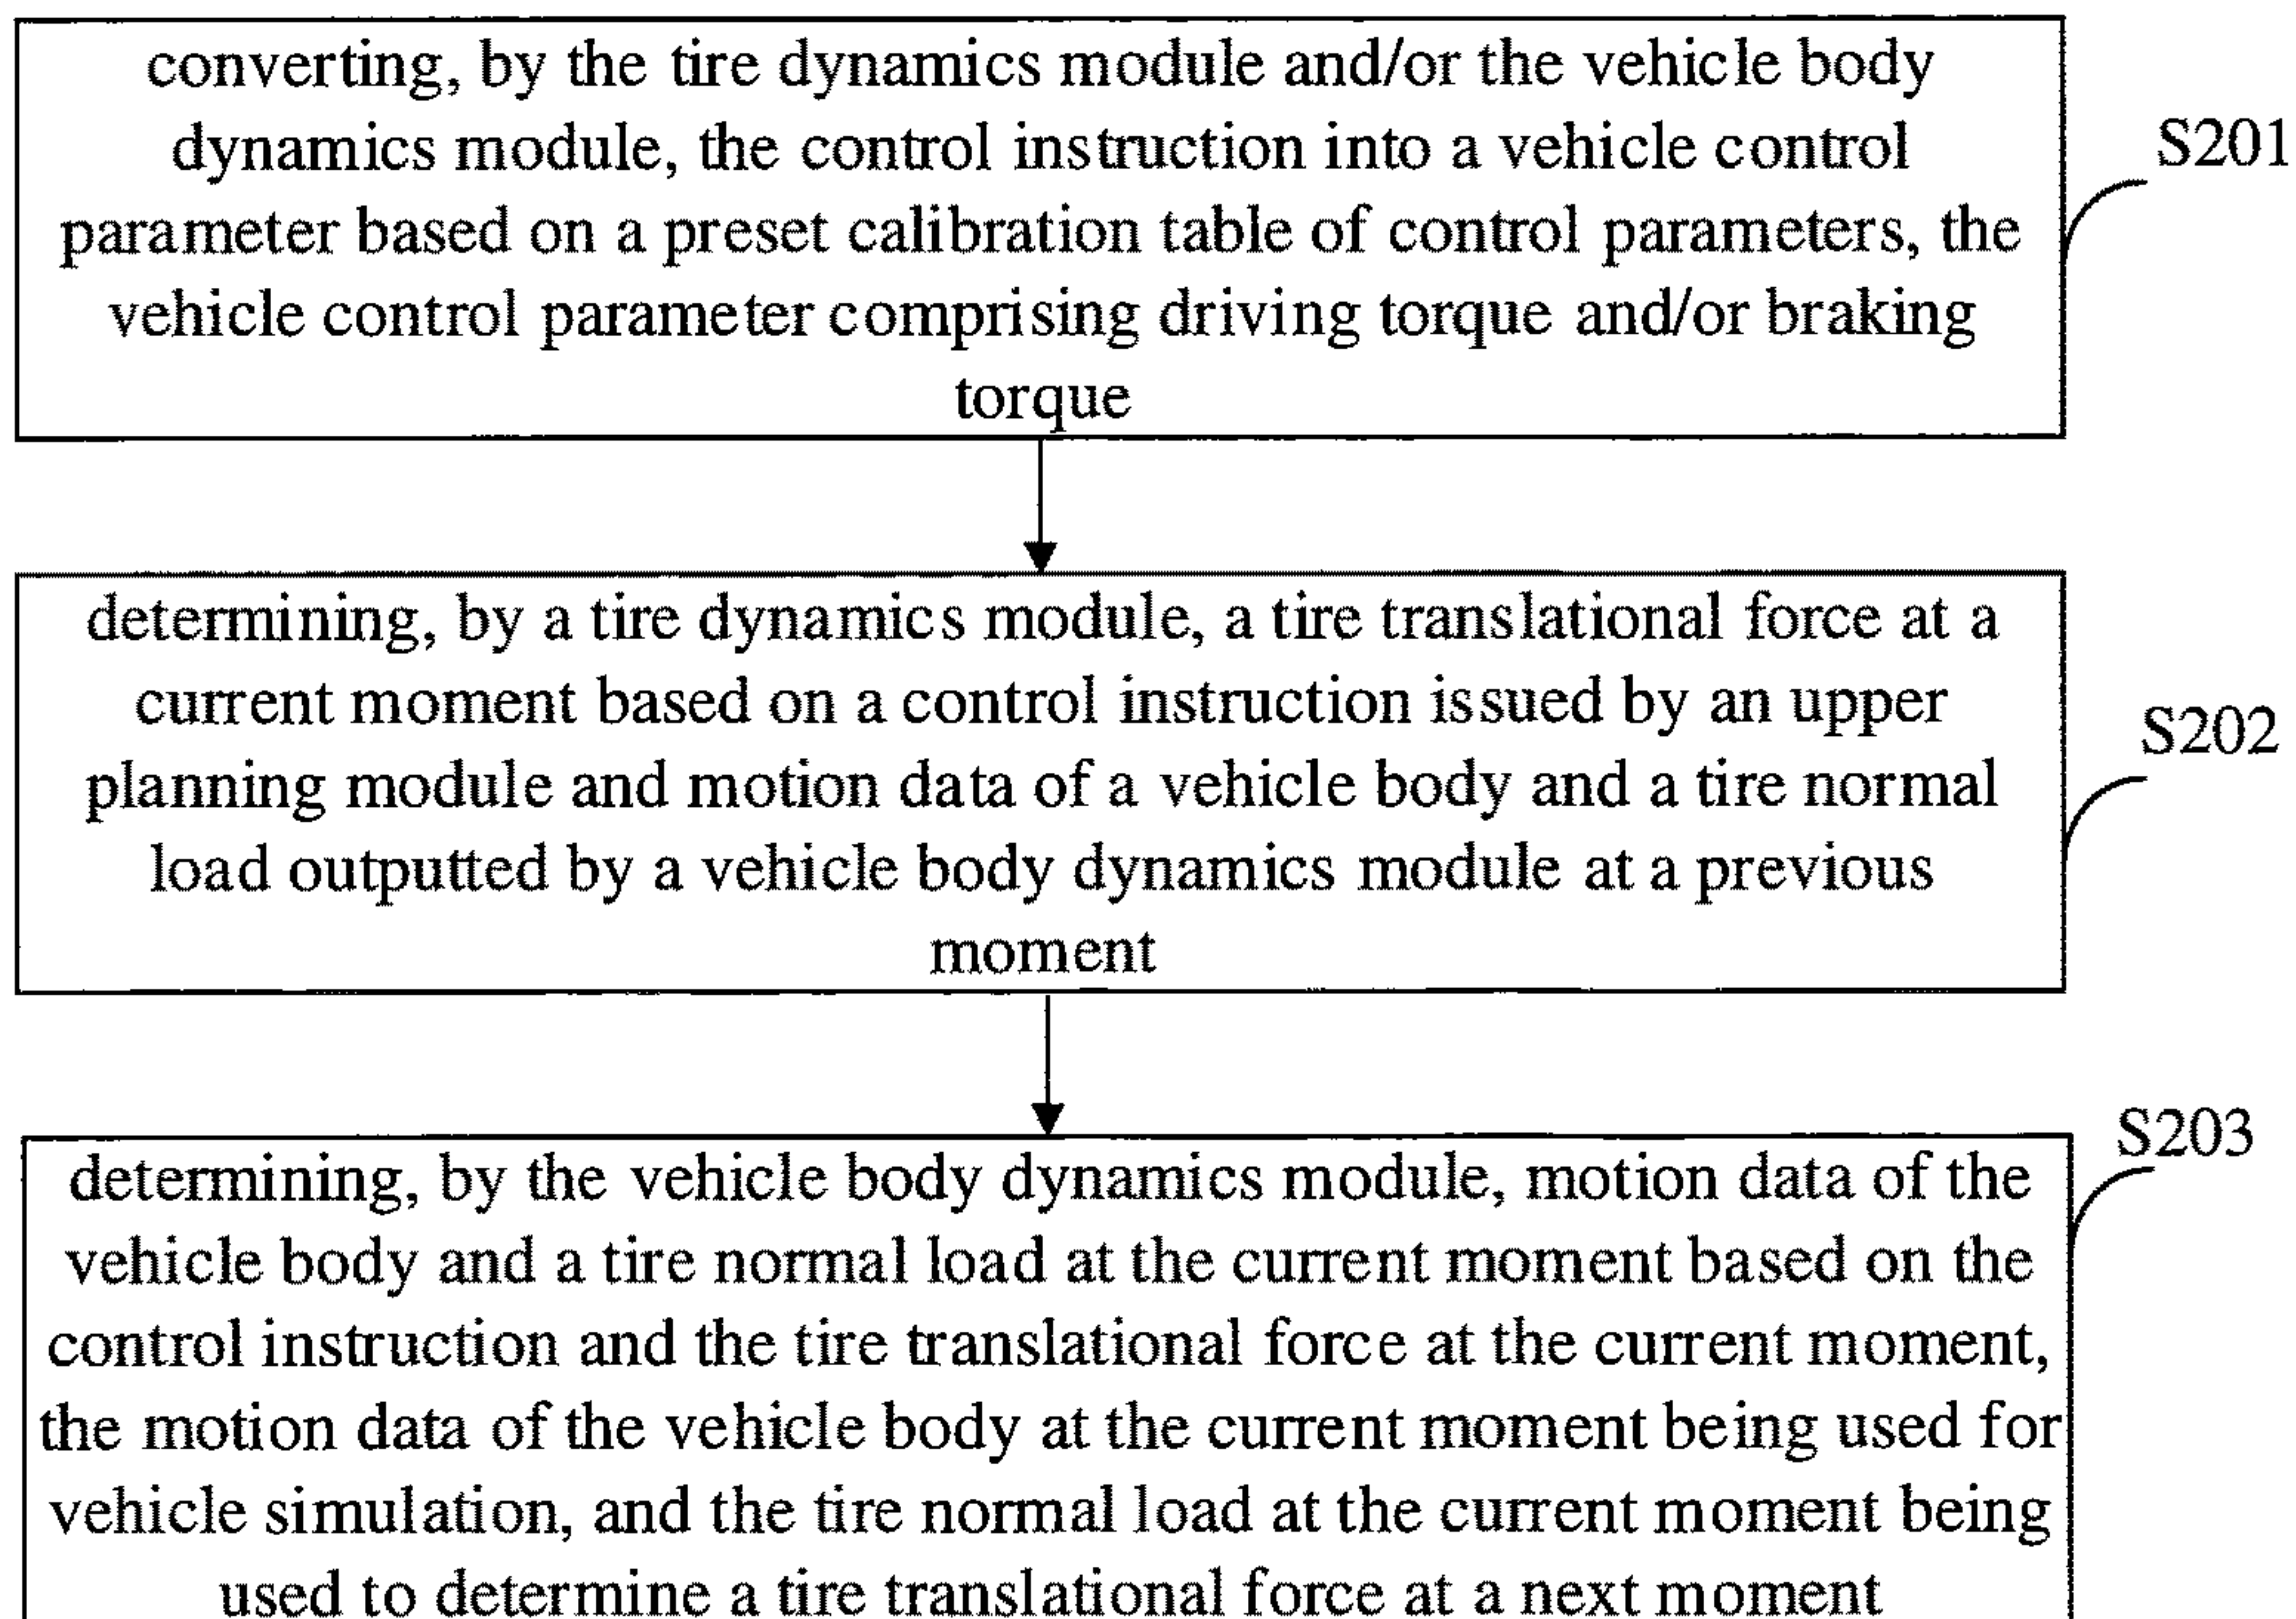 converting, by the tire dynamics module and/or the vehicle body
dynamics module, the control instruction into a vehicle control
parameter based on a preset calibration table of control parameters, the
vehicle control parameter comprising driving torque and/or braking
torque
S201
determining, by a tire dynamics module, a tire translational force at a
current moment based on a control instruction issued by an upper
planning module and motion data of a vehicle body and a tire normal
load outputted by a vehicle body dynamics module at a previous
moment
S202
determining, by the vehicle body dynamics module, motion data of the
vehicle body and a tire normal load at the current moment based on the
control instruction and the tire translational force at the current moment,
the motion data of the vehicle body at the current moment being used for
vehicle simulation, and the tire normal load at the current moment being
used to determine a tire translational force at a next moment
S203